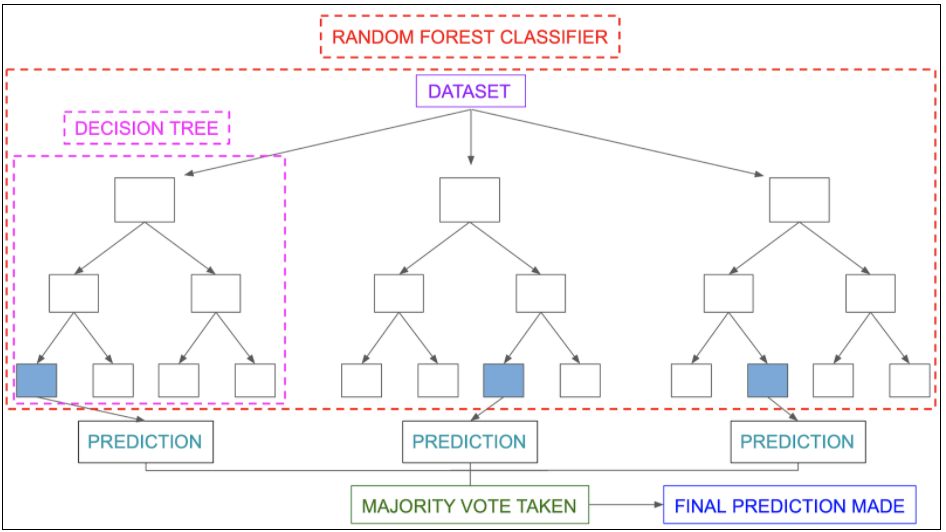 RANDOM FOREST CLASSIFIER
DATASET
DECISION TREE
PREDICTION
PREDICTION
PREDICTION
MAJORITY VOTE TAKEN
FINAL PREDICTION MADE